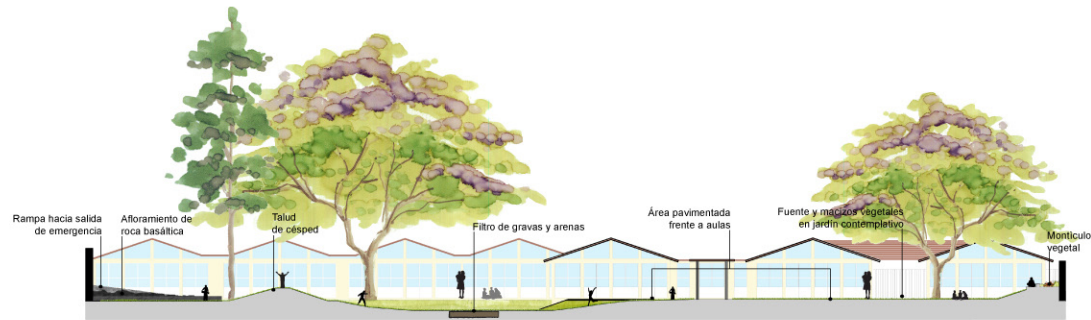 Rampa hacia salida
de emergencia
Afloramiento de
roca basáltica
Talud
de césped
Filtro de gravas y arenas
Área pavimentada
frente a aulas
Fuente y macizos vegetales
en jardín contemplativo
Montículo
vegetal